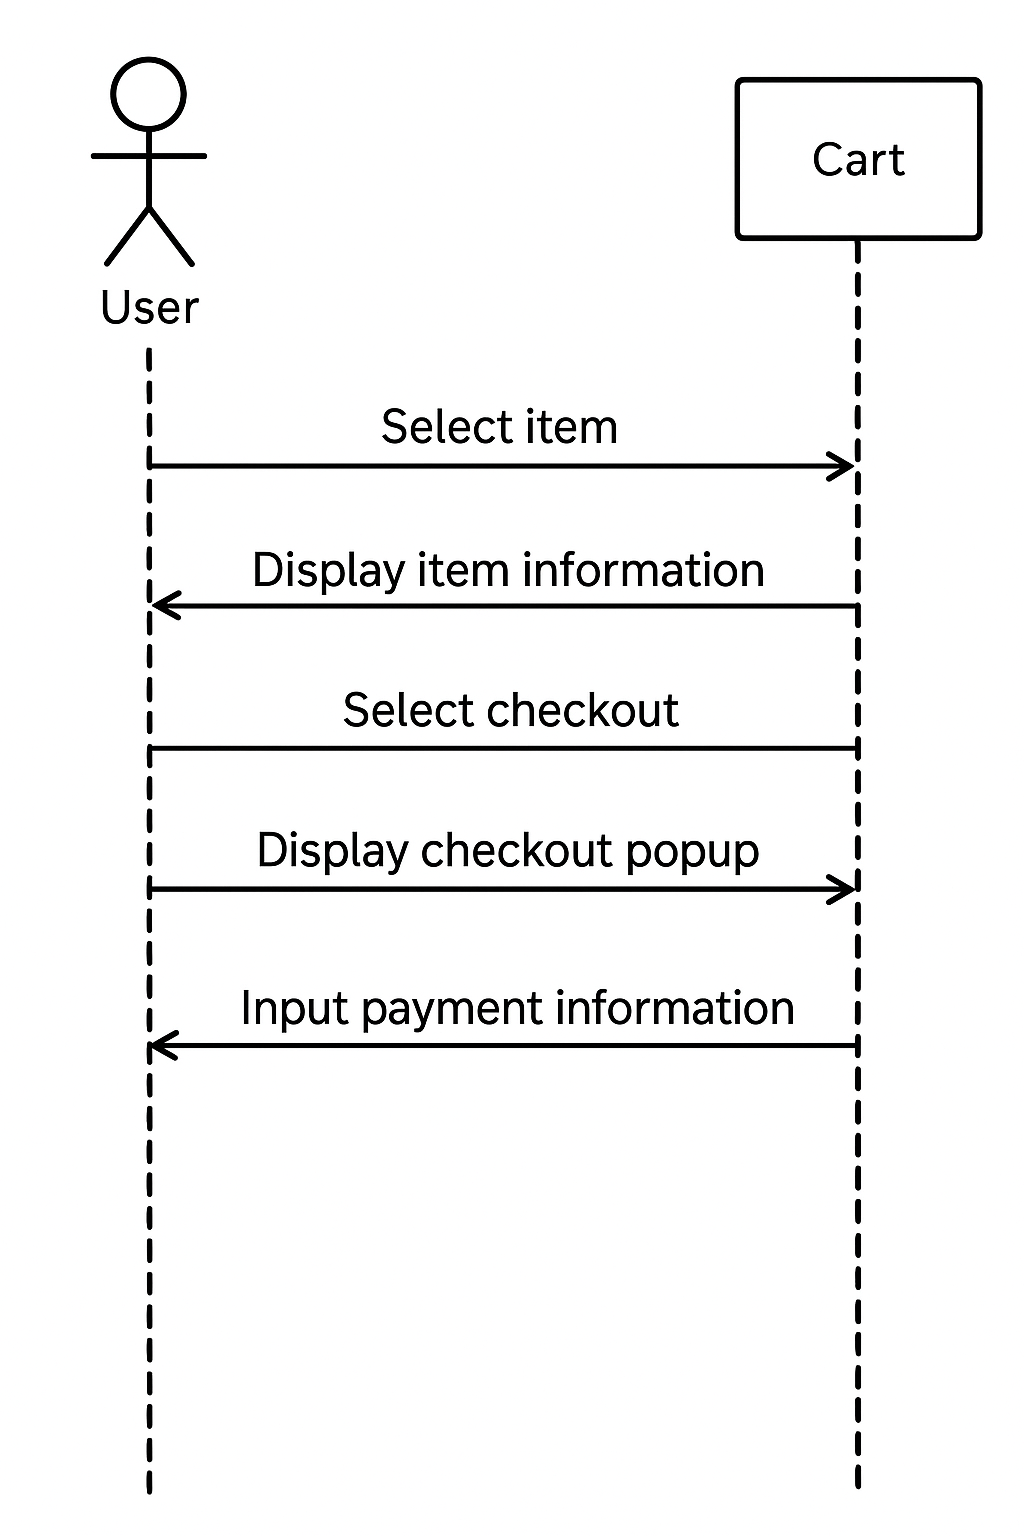 Cart
User
Select item
Display item information
Select checkout
Display checkout popup
Input payment information